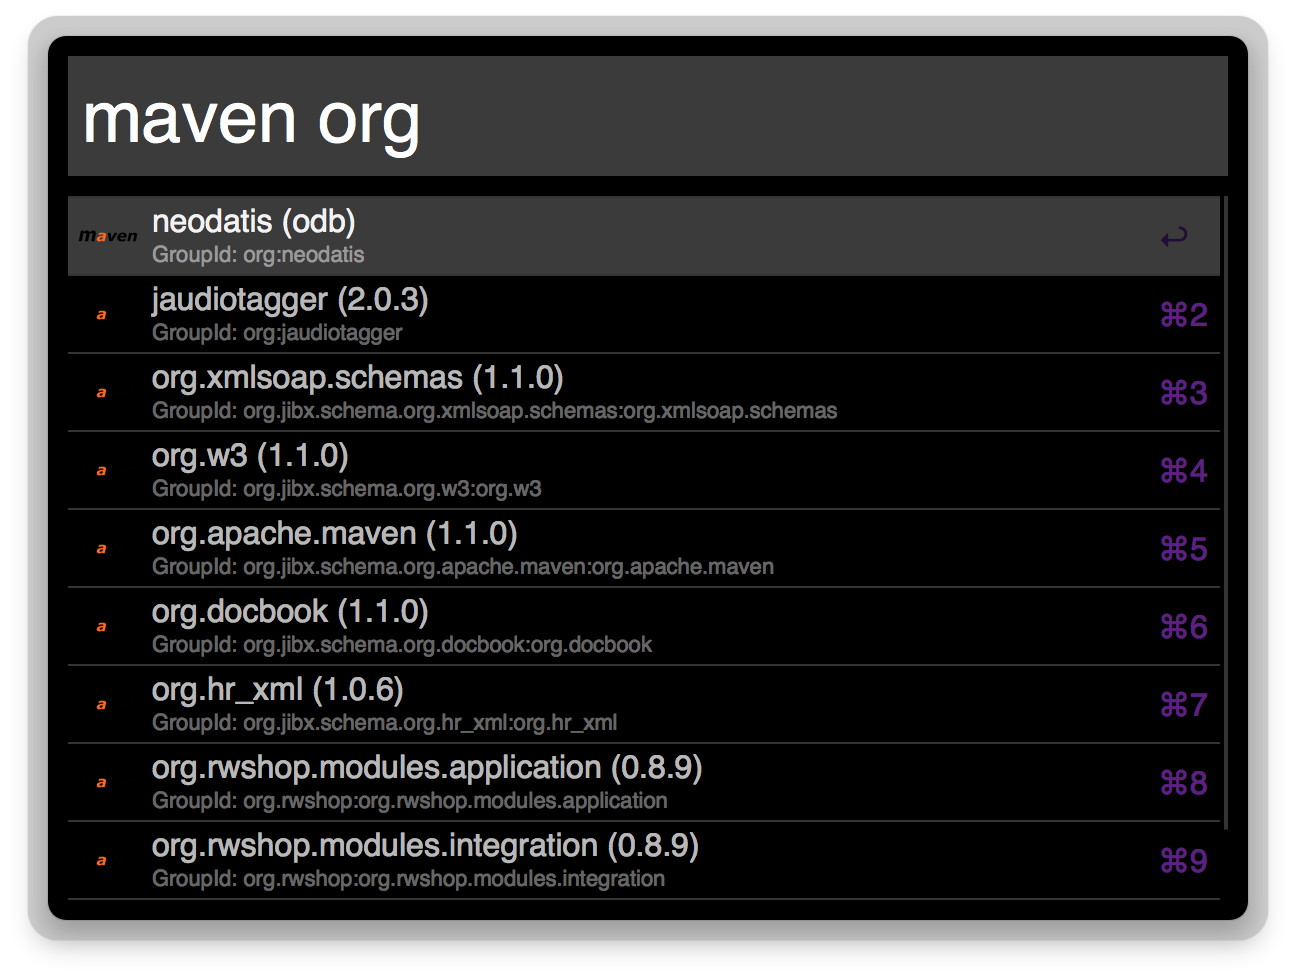 maven org
maven neodatis (odb)
GroupId: org:neodatis
a jaudiotagger (2.0.3) ⌘2
GroupId: org:jaudiotagger
a org.xmlsoap.schemas (1.1.0) ⌘3
GroupId: org.jibx.schema.org.xmlsoap.schemas:org.xmlsoap.schemas
a org.w3 (1.1.0) ⌘4
GroupId: org.jibx.schema.org.w3:org.w3
a org.apache.maven (1.1.0) ⌘5
GroupId: org.jibx.schema.org.apache.maven:org.apache.maven
a org.docbook (1.1.0) ⌘6
GroupId: org.jibx.schema.org.docbook:org.docbook
a org.hr_xml (1.0.6) ⌘7
GroupId: org.jibx.schema.org.hr_xml:org.hr_xml
a org.rwshop.modules.application (0.8.9) ⌘8
GroupId: org.rwshop:org.rwshop.modules.application
a org.rwshop.modules.integration (0.8.9) ⌘9
GroupId: org.rwshop:org.rwshop.modules.integration